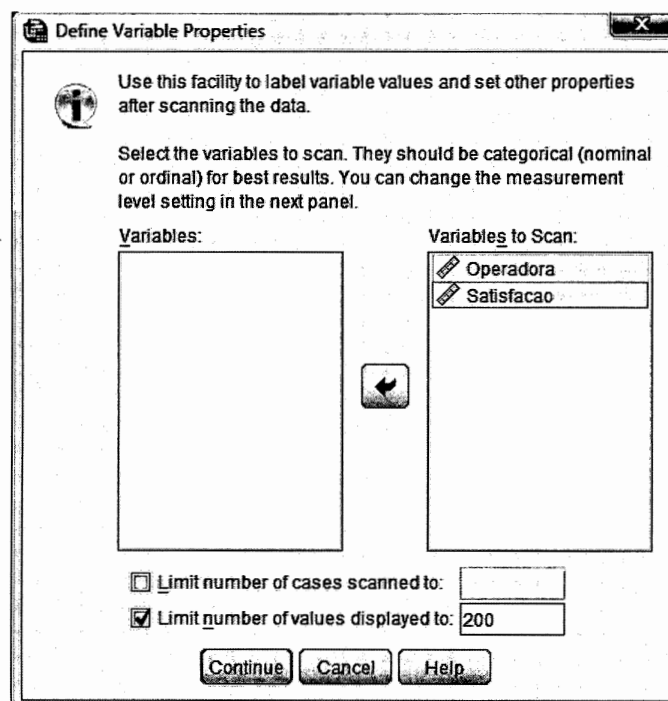 Define Variable Properties
Use this facility to label variable values and set other properties
after scanning the data.
Select the variables to scan. They should be categorical (nominal
or ordinal) for best results. You can change the measurement
level setting in the next panel.
Variables:
Variables to Scan:
Operadora
Satisfacao
Limit number of cases scanned to:
Limit number of values displayed to: 200
Continue Cancel Help